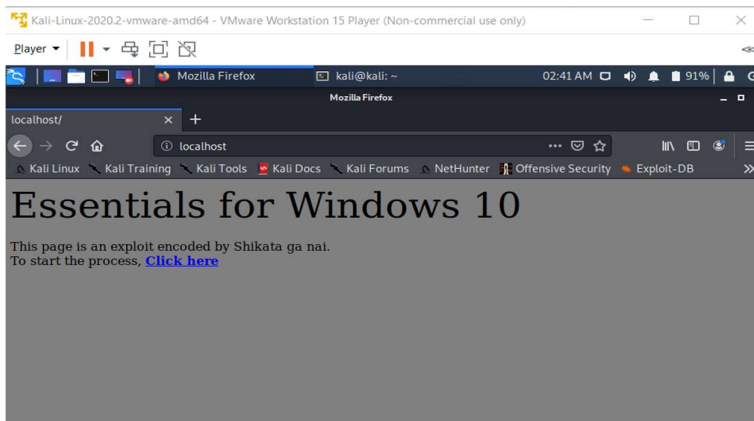 Kali-Linux-2020.2-vmware-amd64 - VMware Workstation 15 Player (Non-commercial use only)
Player
Mozilla Firefox kali@kali: ~ 02:41 AM 91%
Mozilla Firefox
localhost/
localhost
Kali Linux Kali Training Kali Tools Kali Docs Kali Forums NetHunter Offensive Security Exploit-DB
Essentials for Windows 10
This page is an exploit encoded by Shikata ga nai.
To start the process, Click here